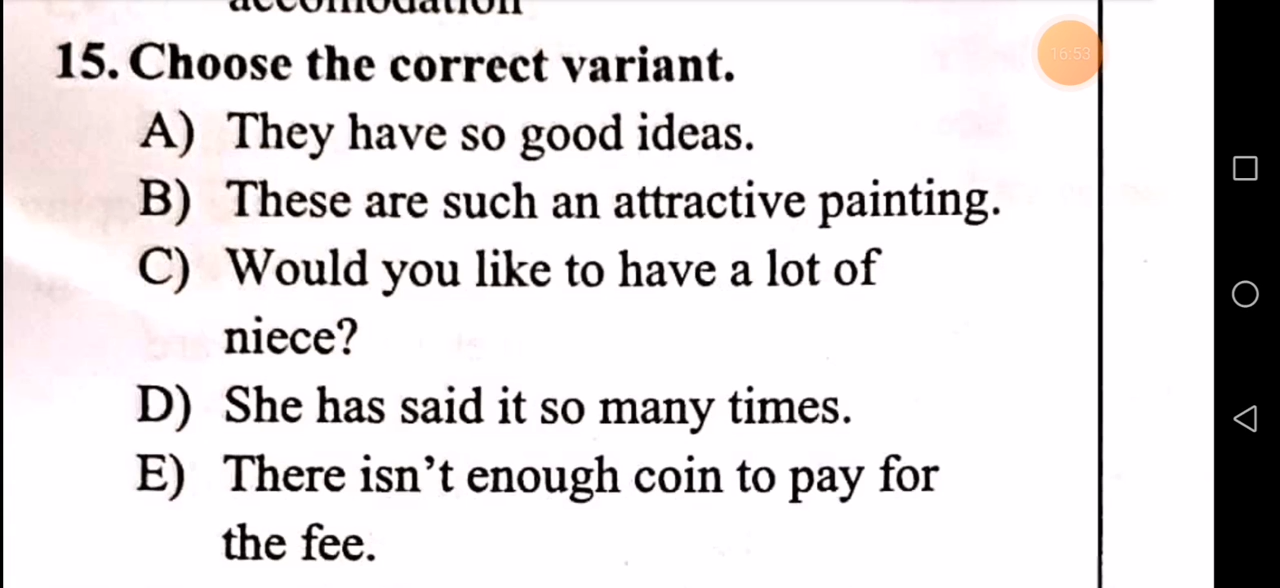 15. Choose the correct variant.
16:53
A) They have so good ideas.
B) These are such an attractive painting.
C) Would you like to have a lot of
niece?
D) She has said it so many times.
E) There isn't enough coin to pay for
the fee.